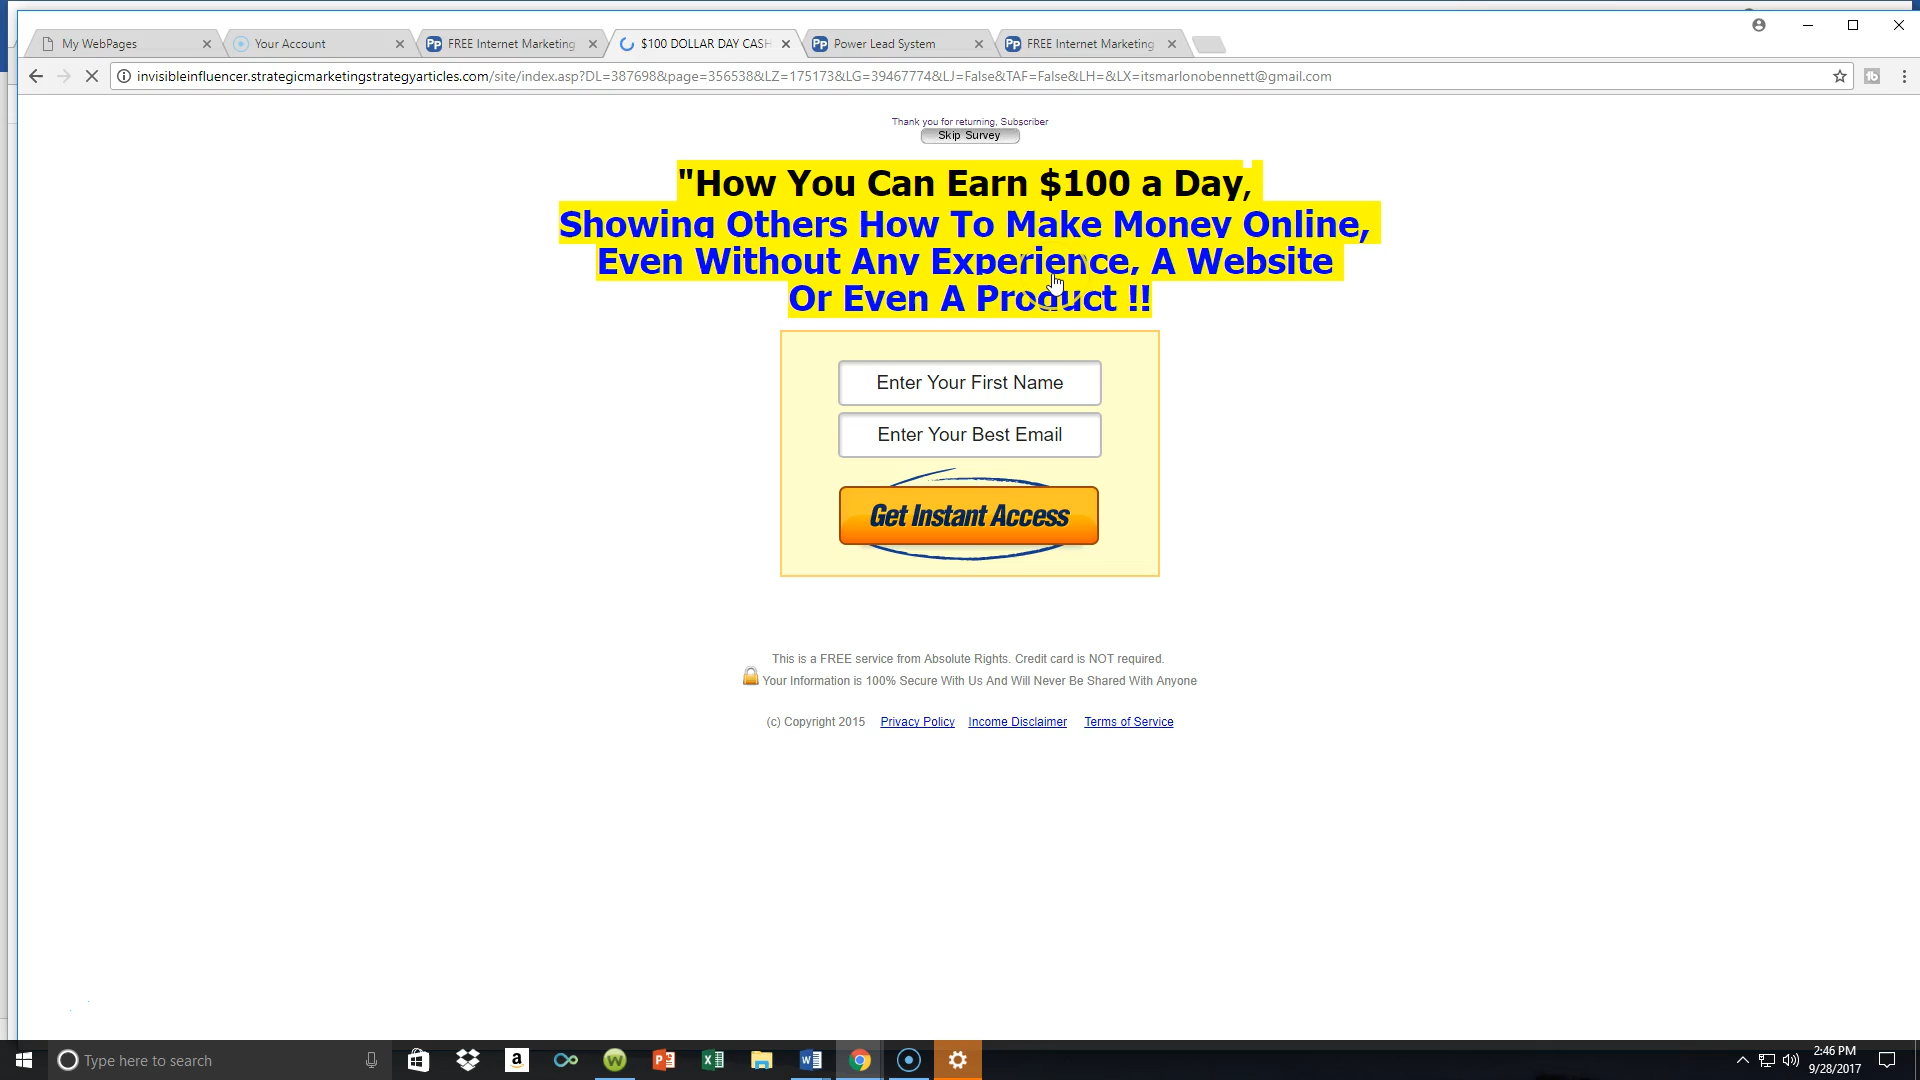 My WebPages
Your Account
FREE Internet Marketing
$100 DOLLAR DAY CASH
Power Lead System
FREE Internet Marketing
invisibleinfluencer.strategicmarketingstrategyarticles.com/site/index.asp?DL=387698&page=356538&LZ=175173&LG=39467774&LJ=False&TAF=False&LH=&LX=itsmarlonobennett@gmail.com
Thank you for returning, Subscriber
Skip Survey
"How You Can Earn $100 a Day,
Showing Others How To Make Money Online,
Even Without Any Experience, A Website
Or Even A Product !!
Enter Your First Name
Enter Your Best Email
Get Instant Access
This is a FREE service from Absolute Rights. Credit card is NOT required.
Your Information is 100% Secure With Us And Will Never Be Shared With Anyone
(c) Copyright 2015 Privacy Policy Income Disclaimer Terms of Service
Type here to search
2:46 PM
9/28/2017